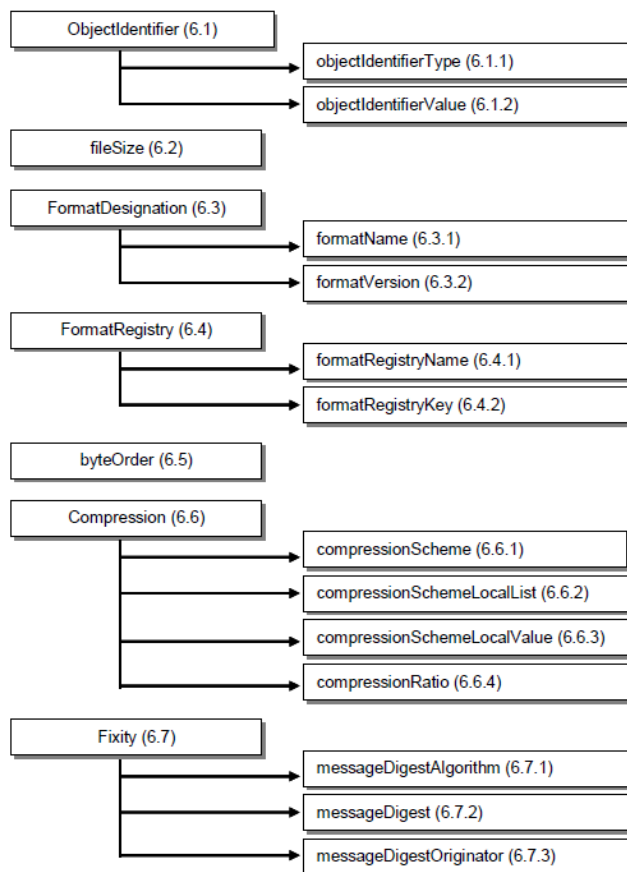 ObjectIdentifier (6.1)
objectIdentifierType (6.1.1)
objectIdentifierValue (6.1.2)
fileSize (6.2)
FormatDesignation (6.3)
formatName (6.3.1)
formatVersion (6.3.2)
FormatRegistry (6.4)
formatRegistryName (6.4.1)
formatRegistryKey (6.4.2)
byteOrder (6.5)
Compression (6.6)
compressionScheme (6.6.1)
compressionSchemeLocalList (6.6.2)
compressionSchemeLocalValue (6.6.3)
compressionRatio (6.6.4)
Fixity (6.7)
messageDigestAlgorithm (6.7.1)
messageDigest (6.7.2)
messageDigestOriginator (6.7.3)